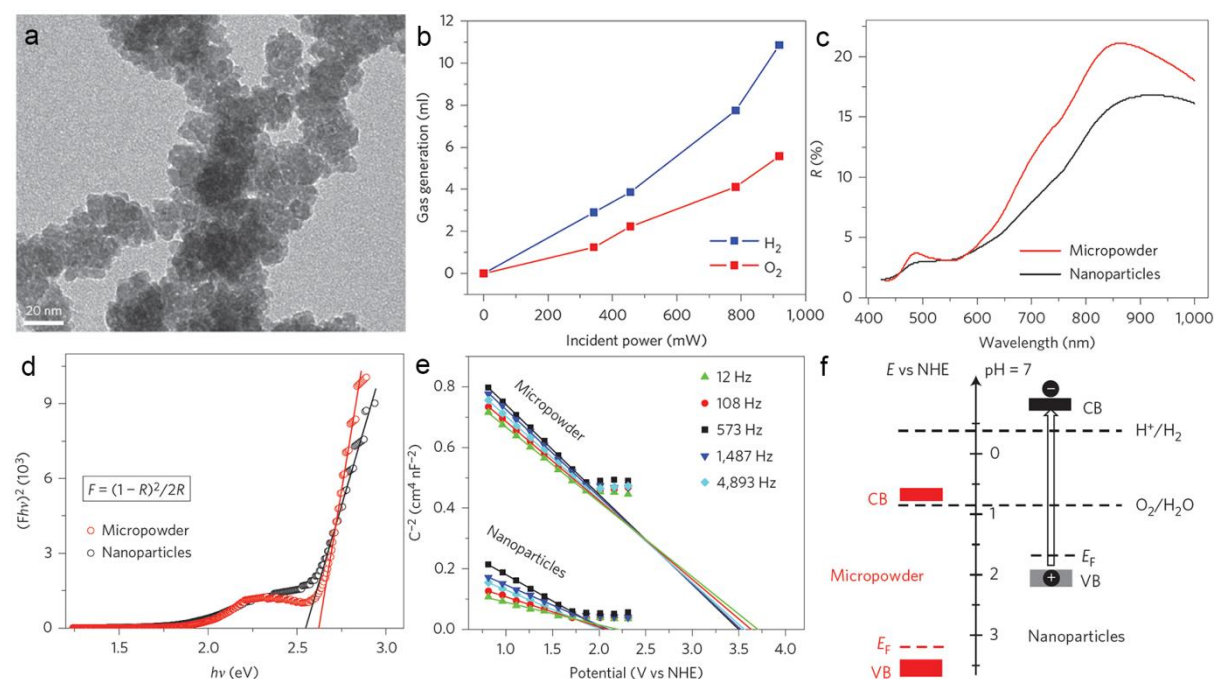 a
20 nm
b
Gas generation (ml)
12
10
8
6
4
2
0
H₂
O₂
0
200
400
600
800
1,000
Incident power (mW)
c
R (%)
20
15
10
5
0
Micropowder
Nanoparticles
400
500
600
700
800
900
1,000
Wavelength (nm)
d
(Fhν)² (10³)
9
6
3
0
F = (1 – R)²/2R
Micropowder
Nanoparticles
1.5
2.0
2.5
3.0
hν (eV)
e
C⁻² (cm⁴ nF⁻²)
0.8
0.6
0.4
0.2
0.0
Micropowder
Nanoparticles
12 Hz
108 Hz
573 Hz
1,487 Hz
4,893 Hz
1.0
1.5
2.0
2.5
3.0
3.5
4.0
Potential (V vs NHE)
f
E vs NHE
pH = 7
–
CB
H⁺/H₂
0
CB
O₂/H₂O
1
E_F
Micropowder
2
+
VB
3
Nanoparticles
E_F
VB